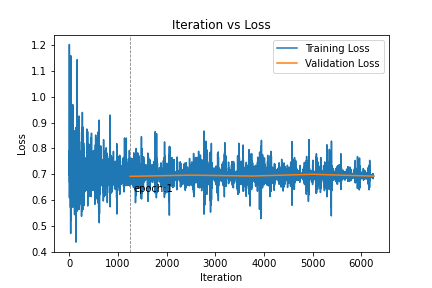 Iteration vs Loss
Training Loss
Validation Loss
1.2
1.1
1.0
0.9
0.8
0.7
0.6
0.5
0.4
Loss
epoch:1
0
1000
2000
3000
4000
5000
6000
Iteration